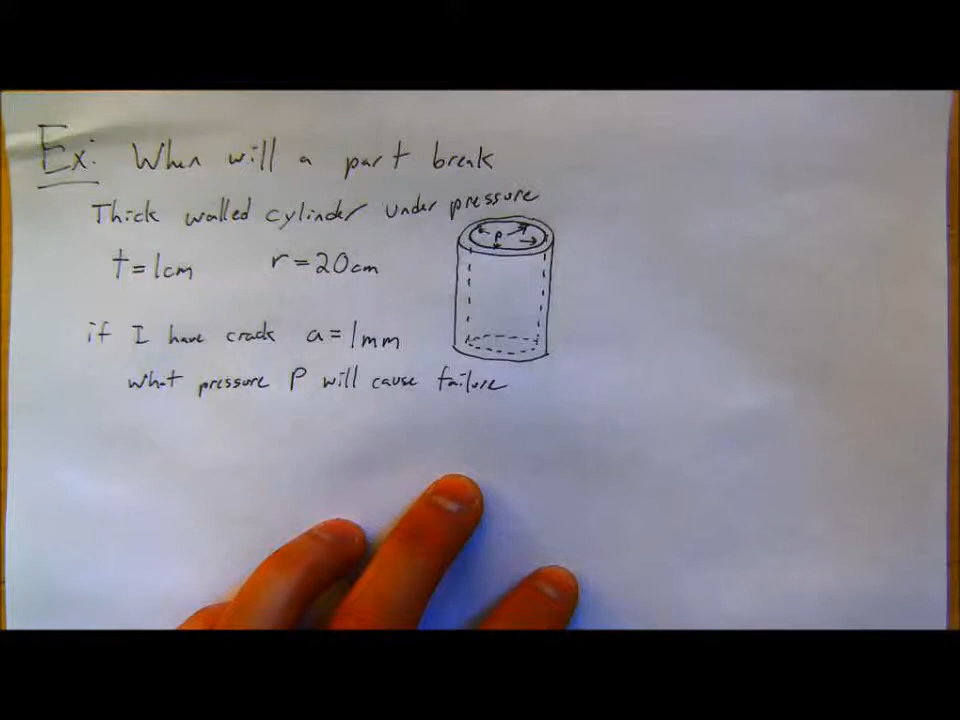 Ex: When will a part break
Thick walled cylinder under pressure
t=1cm r=20cm
P
if I have crack a=1mm
what pressure P will cause failure